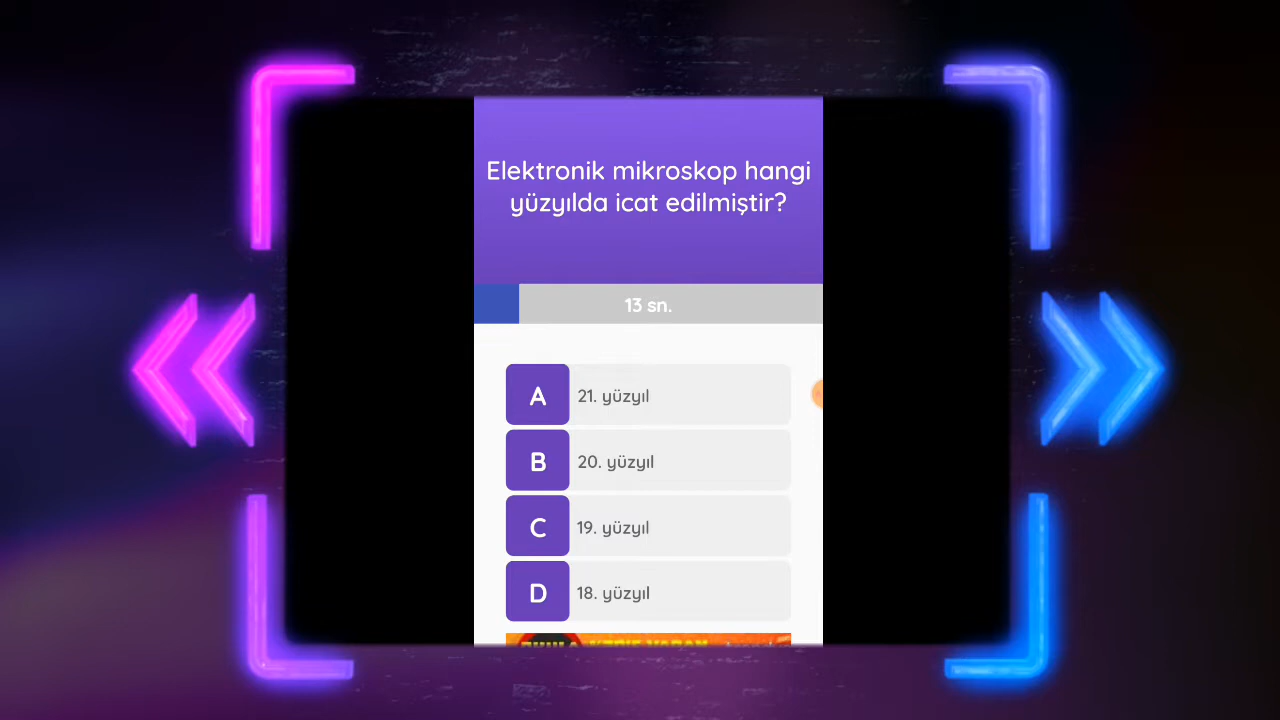 Elektronik mikroskop hangi
yüzyılda icat edilmiştir?
13 sn.
A 21. yüzyıl
B 20. yüzyıl
C 19. yüzyıl
D 18. yüzyıl